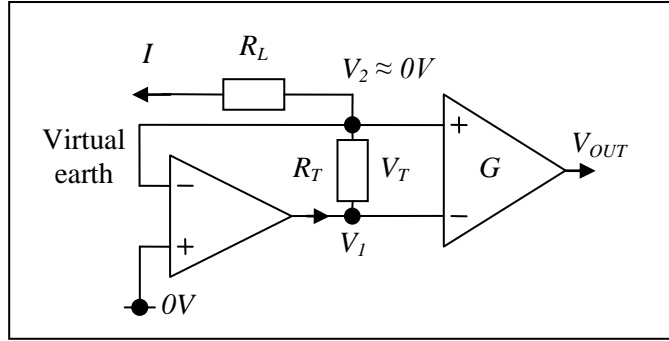 I
R_L
V_2 ≈ 0V
Virtual
earth
−
+
R_T
V_T
+
−
G
V_OUT
V_1
0V